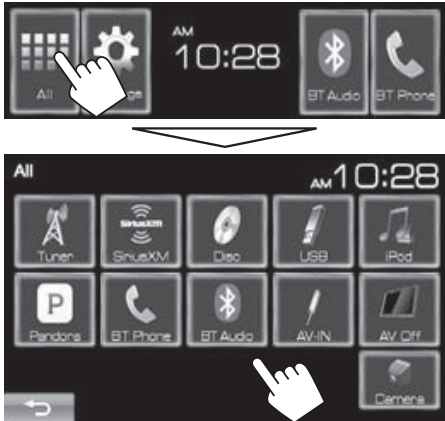 AM
10:28
All
BT Audio BT Phone
All
AM 10:28
SiriusXM
Tuner SiriusXM Disc USB iPod
P
Pandora BT Phone BT Audio AV-IN AV Off
Camera